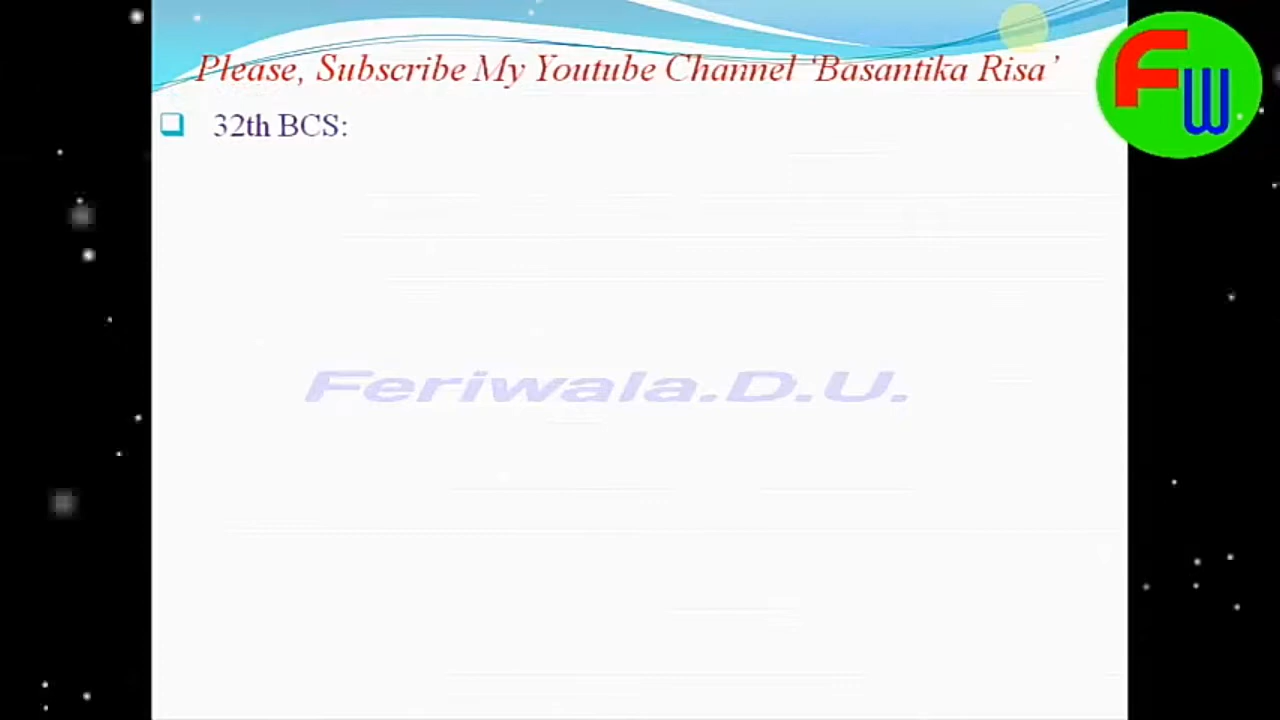 Please, Subscribe My Youtube Channel ‘Basantika Risa’
FW
32th BCS:
Feriwala.D.U.